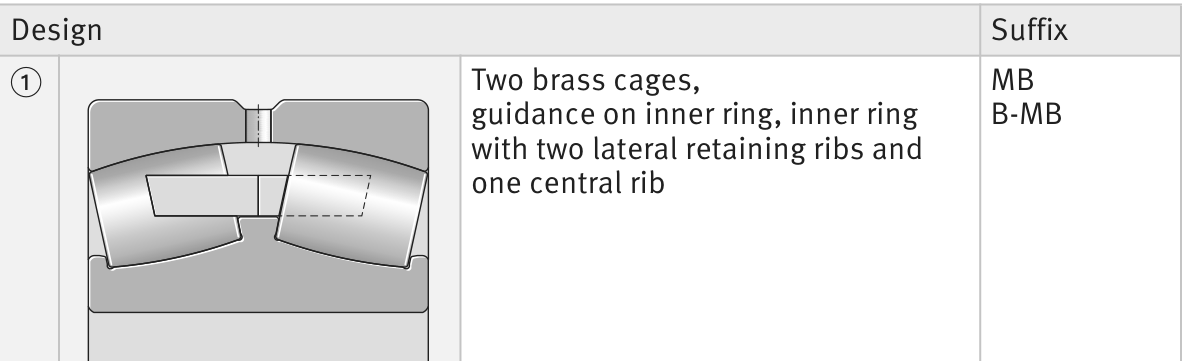 Design
Suffix
①
Two brass cages,
guidance on inner ring, inner ring
with two lateral retaining ribs and
one central rib
MB
B-MB